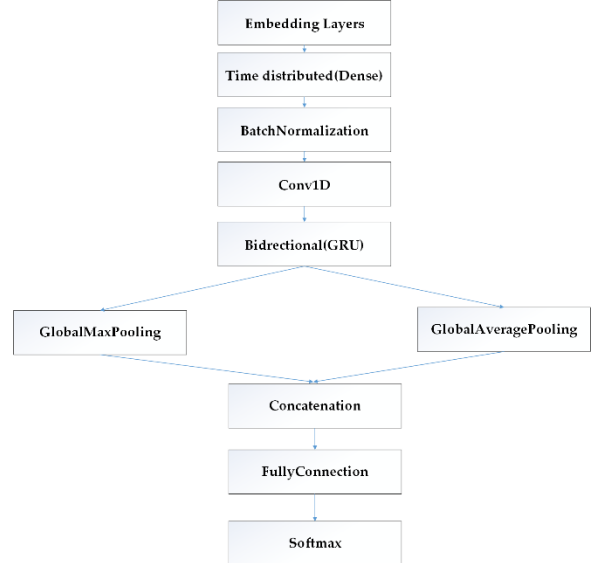 Embedding Layers
Time distributed(Dense)
BatchNormalization
Conv1D
Bidrectional(GRU)
GlobalMaxPooling
GlobalAveragePooling
Concatenation
FullyConnection
Softmax